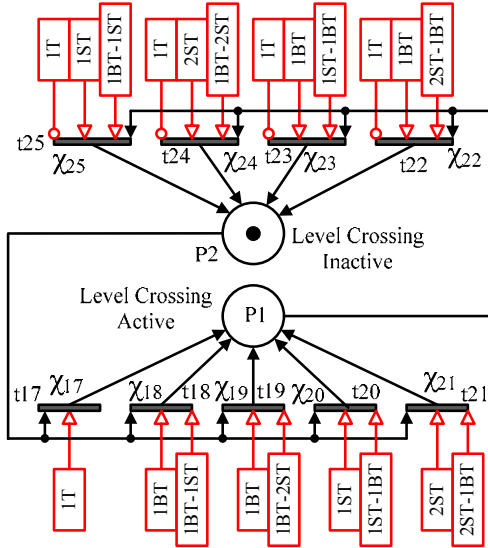 1T
1ST
1BT-1ST
1T
2ST
1BT-2ST
1T
1BT
1ST-1BT
1T
1BT
2ST-1BT
t25
χ25
t24
χ24
t23
χ23
t22
χ22
P2
Level Crossing
Inactive
Level Crossing
Active
P1
t17
χ17
χ18
t18
χ19
t19
χ20
t20
χ21
t21
1T
1BT
1BT-1ST
1BT
1BT-2ST
1ST
1ST-1BT
2ST
2ST-1BT